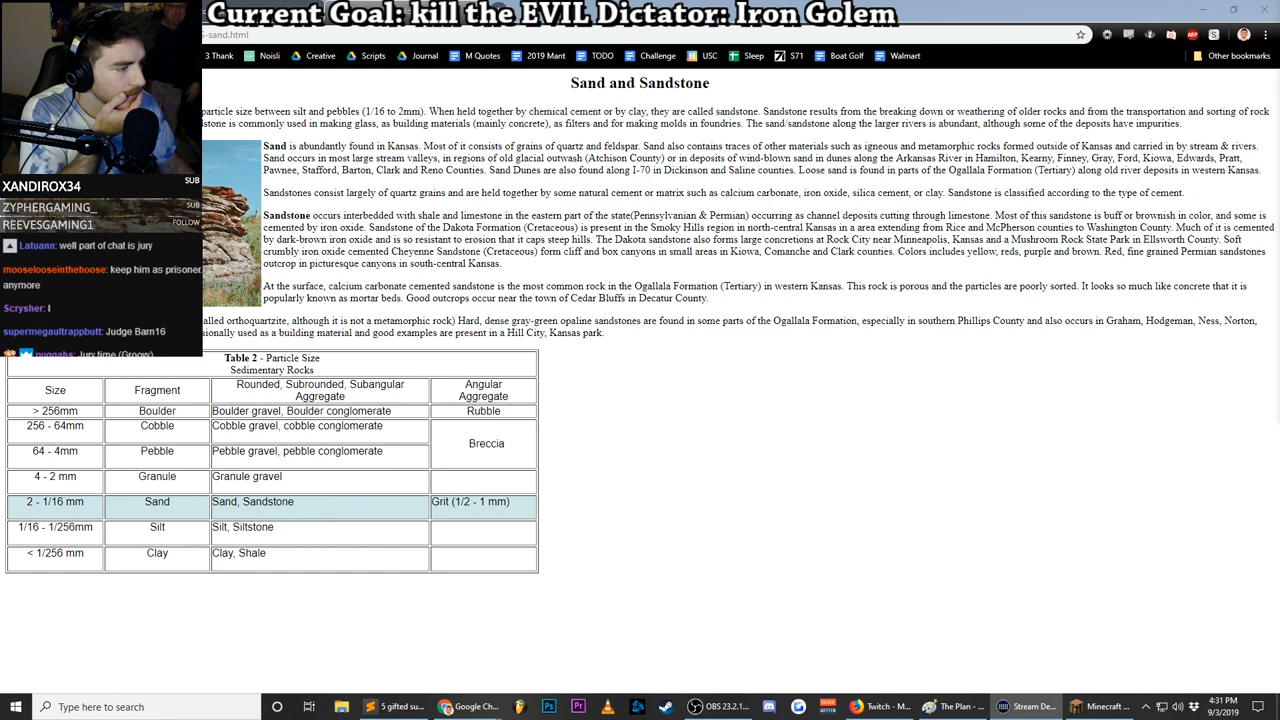 Current Goal: kill the EVIL Dictator: Iron Golem
-sand.html
3 Thank Noisli Creative Scripts Journal M Quotes 2019 Mant TODO Challenge USC Sleep S71 Boat Golf Walmart Other bookmarks
Sand and Sandstone
particle size between silt and pebbles (1/16 to 2mm). When held together by chemical cement or by clay, they are called sandstone. Sandstone results from the breaking down or weathering of older rocks and from the transportation and sorting of rock
stone is commonly used in making glass, as building materials (mainly concrete), as filters and for making molds in foundries. The sand/sandstone along the larger rivers is abundant, although some of the deposits have impurities.
Sand is abundantly found in Kansas. Most of it consists of grains of quartz and feldspar. Sand also contains traces of other materials such as igneous and metamorphic rocks formed outside of Kansas and carried in by stream & rivers.
Sand occurs in most large stream valleys, in regions of old glacial outwash (Atchison County) or in deposits of wind-blown sand in dunes along the Arkansas River in Hamilton, Kearny, Finney, Gray, Ford, Kiowa, Edwards, Pratt,
Pawnee, Stafford, Barton, Clark and Reno Counties. Sand Dunes are also found along I-70 in Dickinson and Saline counties. Loose sand is found in parts of the Ogallala Formation (Tertiary) along old river deposits in western Kansas.
Sandstones consist largely of quartz grains and are held together by some natural cement or matrix such as calcium carbonate, iron oxide, silica cement, or clay. Sandstone is classified according to the type of cement.
Sandstone occurs interbedded with shale and limestone in the eastern part of the state(Pennsylvanian & Permian) occurring as channel deposits cutting through limestone. Most of this sandstone is buff or brownish in color, and some is
cemented by iron oxide. Sandstone of the Dakota Formation (Cretaceous) is present in the Smoky Hills region in north-central Kansas in a area extending from Rice and McPherson counties to Washington County. Much of it is cemented
by dark-brown iron oxide and is so resistant to erosion that it caps steep hills. The Dakota sandstone also forms large concretions at Rock City near Minneapolis, Kansas and a Mushroom Rock State Park in Ellsworth County. Soft
crumbly iron oxide cemented Cheyenne Sandstone (Cretaceous) form cliff and box canyons in small areas in Kiowa, Comanche and Clark counties. Colors includes yellow, reds, purple and brown. Red, fine grained Permian sandstones
outcrop in picturesque canyons in south-central Kansas.
At the surface, calcium carbonate cemented sandstone is the most common rock in the Ogallala Formation (Tertiary) in western Kansas. This rock is porous and the particles are poorly sorted. It looks so much like concrete that it is
popularly known as mortar beds. Good outcrops occur near the town of Cedar Bluffs in Decatur County.
called orthoquartzite, although it is not a metamorphic rock) Hard, dense gray-green opaline sandstones are found in some parts of the Ogallala Formation, especially in southern Phillips County and also occurs in Graham, Hodgeman, Ness, Norton,
sionally used as a building material and good examples are present in a Hill City, Kansas park.
XANDIROX34 SUB
ZYPHERGAMING_ SUB
REEVESGAMING1 FOLLOW
Latuann: well part of chat is jury
mooselooseinthehoose: keep him as prisoner
anymore
Scrysher: I
supermegaultrappbutt: Judge Barn16
puggahs: Jury time (Groovy)
Table 2 - Particle Size
Sedimentary Rocks
Size Fragment Rounded, Subrounded, Subangular Aggregate Angular Aggregate
> 256mm Boulder Boulder gravel, Boulder conglomerate Rubble
256 - 64mm Cobble Cobble gravel, cobble conglomerate
Breccia
64 - 4mm Pebble Pebble gravel, pebble conglomerate
4 - 2 mm Granule Granule gravel
2 - 1/16 mm Sand Sand, Sandstone Grit (1/2 - 1 mm)
1/16 - 1/256mm Silt Silt, Siltstone
< 1/256 mm Clay Clay, Shale
Type here to search 5 gifted su... Google Ch... OBS 23.2.1... Twitch - M... The Plan - ... Stream De... Minecraft ... 4:31 PM
9/3/2019